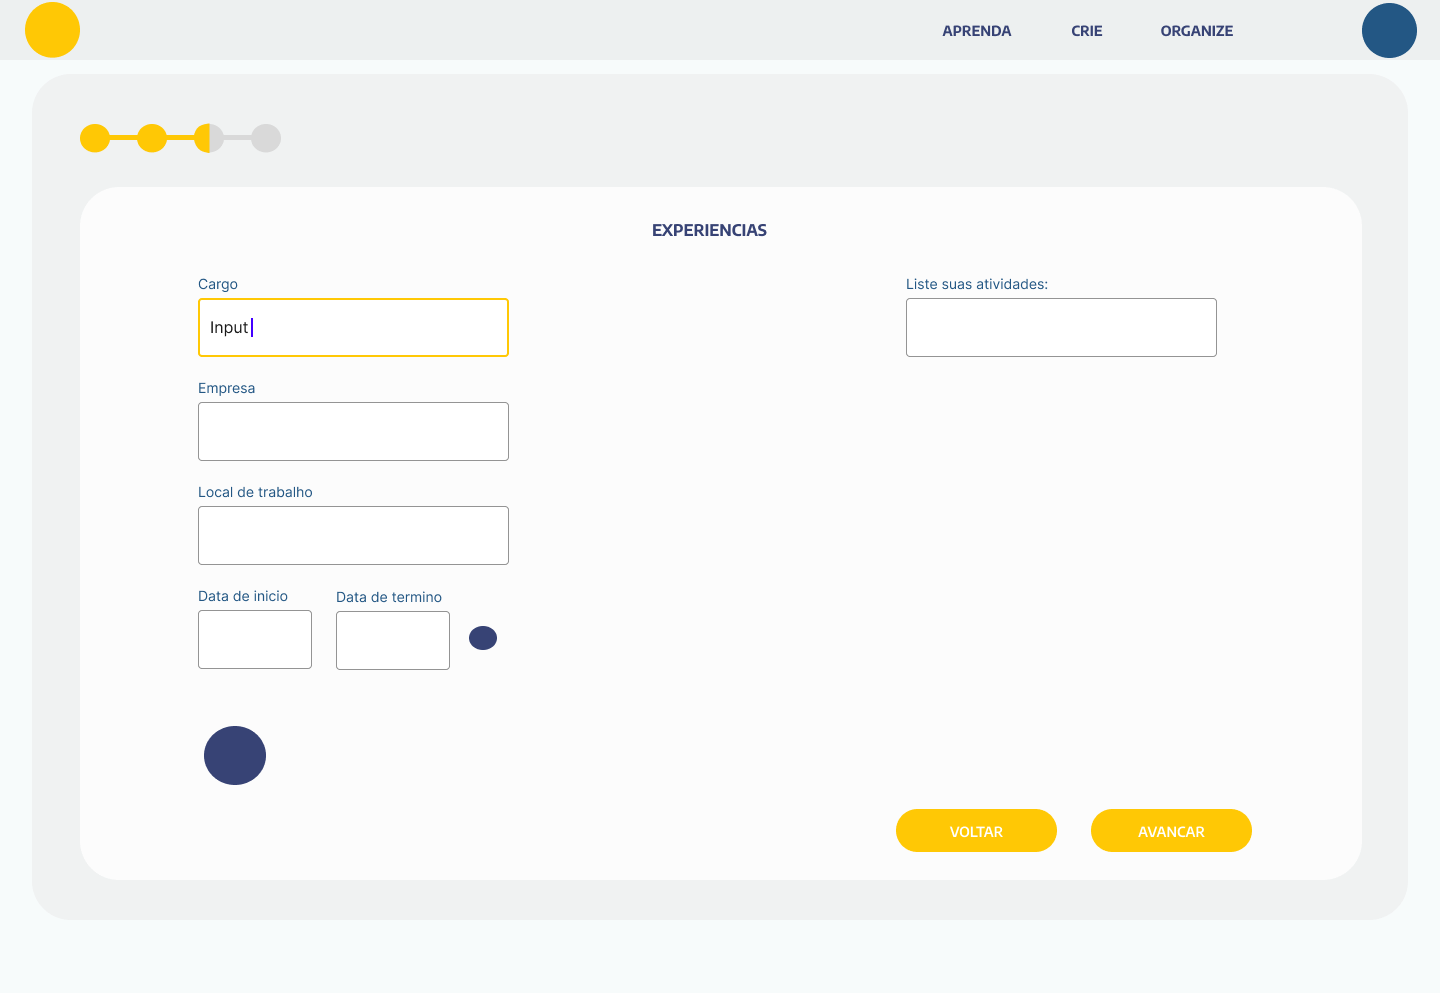 APRENDA CRIE ORGANIZE
EXPERIENCIAS
Cargo
Input
Empresa
Local de trabalho
Data de inicio
Data de termino
Liste suas atividades:
VOLTAR
AVANCAR